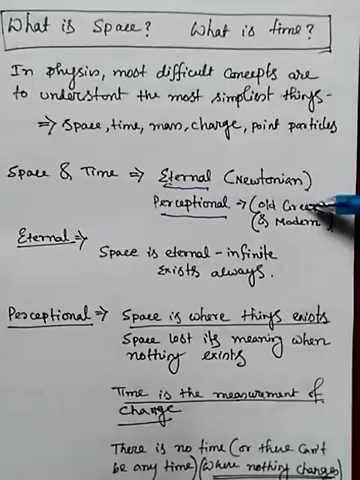 What is Space? What is time?
In physics, most difficult concepts are
to understant the most simpliest things-
⇒ space, time, mass, charge, point particles
Space & Time ⇒ Eternal (Newtonian)
Perceptional → (Old
(& Modern)
Eternal ⇒
Space is eternal - infinite
exists always.
Perceptional ⇒ Space is where things exists
Space lost its meaning when
nothing exists
Time is the measurement of
change
There is no time (or there can't
be any time) (where nothing changes)